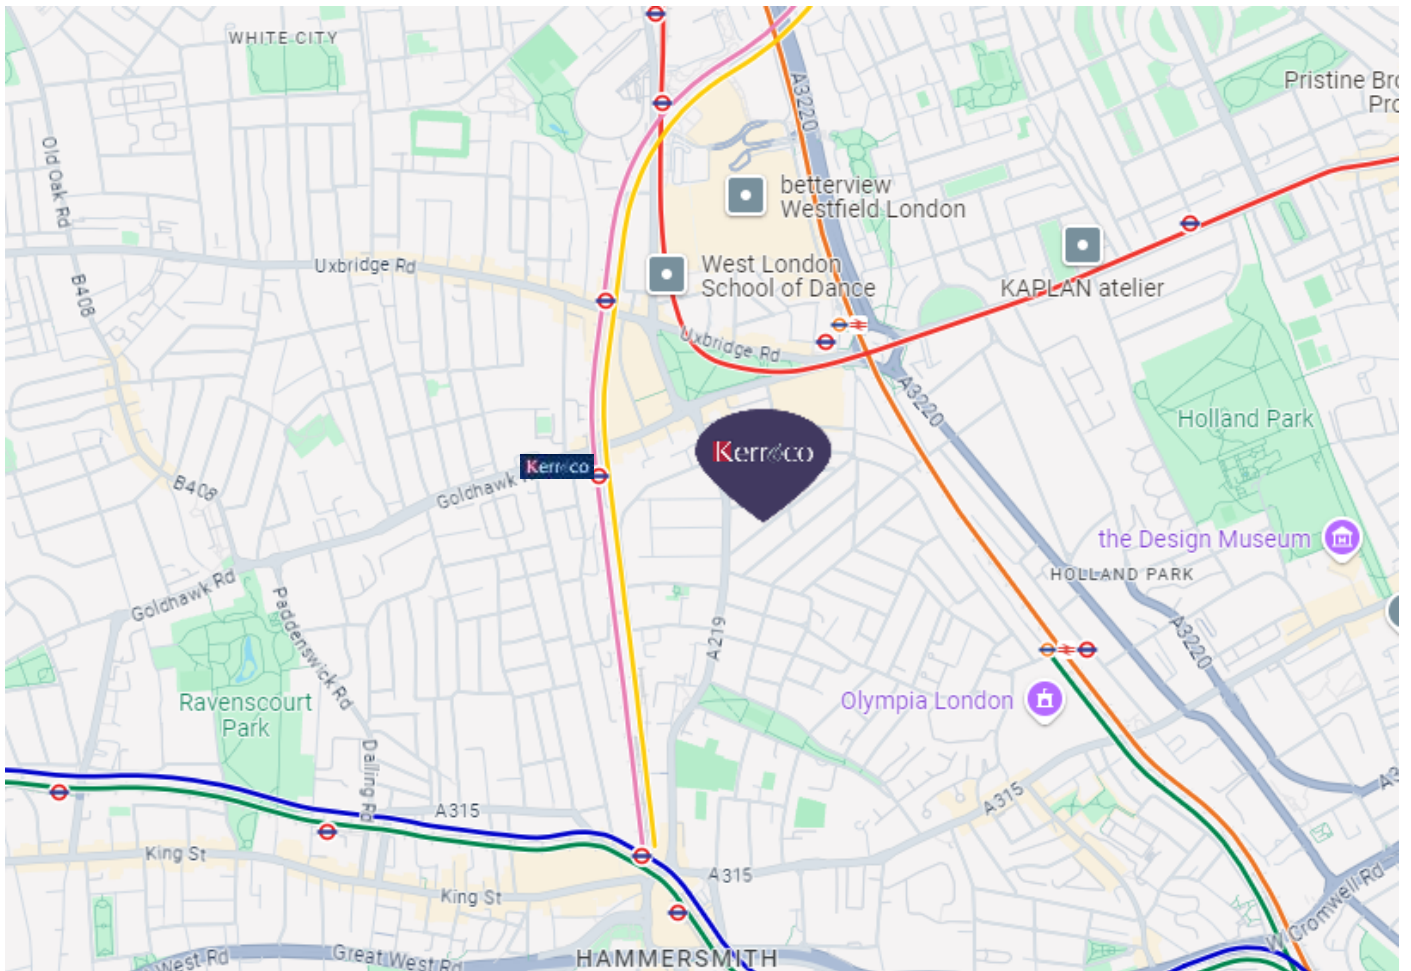 WHITE CITY
A3220
Pristine Bro
Pro
Old Oak Rd
betterview
Westfield London
Uxbridge Rd
West London
School of Dance
KAPLAN atelier
B408
Uxbridge Rd
A3220
Holland Park
Kerr&co
Kerr&co
Goldhawk
B408
the Design Museum
HOLLAND PARK
Goldhawk Rd
Paddenswick Rd
A219
A3220
Ravenscourt
Park
Olympia London
Dalling Rd
A3
A315
A315
King St
A315
King St
W Cromwell Rd
West Rd
Great West Rd
HAMMERSMITH